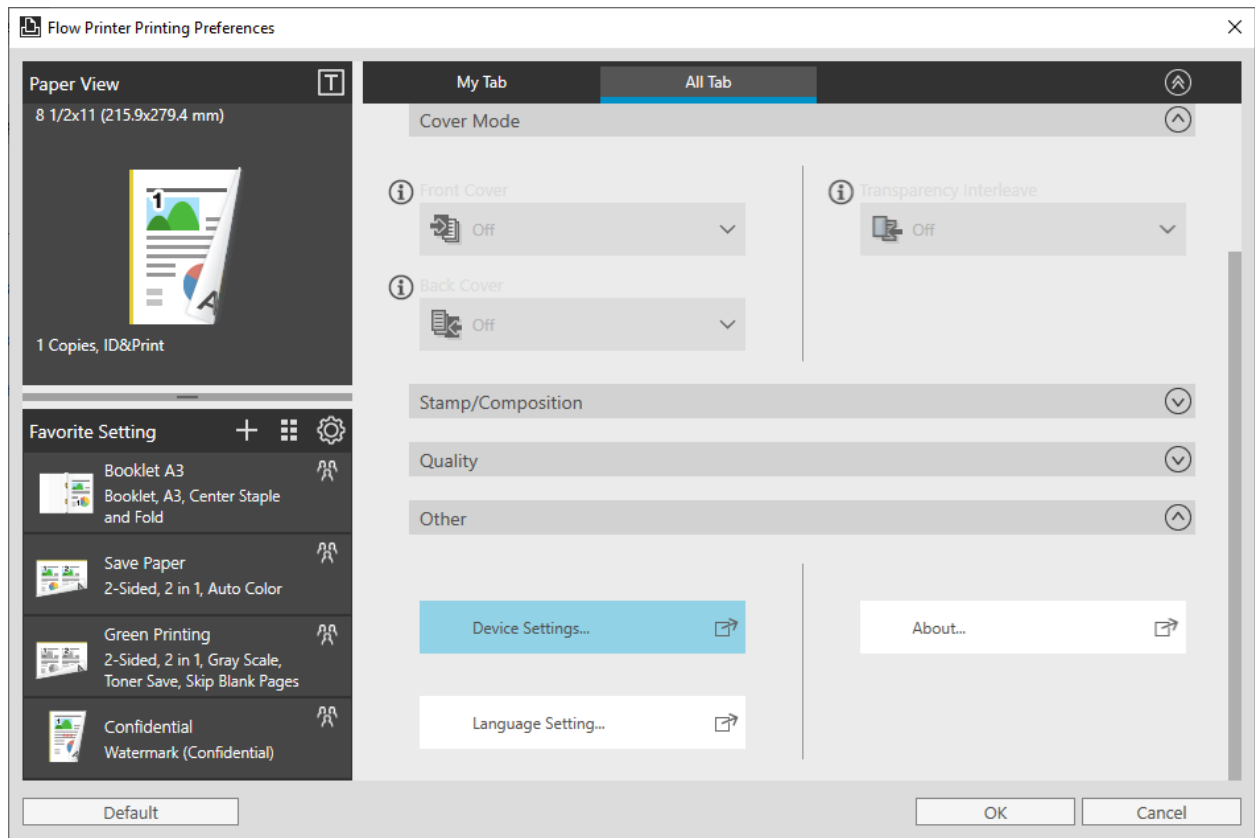 Flow Printer Printing Preferences
Paper View
T
8 1/2x11 (215.9x279.4 mm)
1
A
1 Copies, ID&Print
Favorite Setting
Booklet A3
Booklet, A3, Center Staple
and Fold
Save Paper
2-Sided, 2 in 1, Auto Color
Green Printing
2-Sided, 2 in 1, Gray Scale,
Toner Save, Skip Blank Pages
Confidential
Watermark (Confidential)
My Tab
All Tab
Cover Mode
Front Cover
Off
Transparency Interleave
Off
Back Cover
Off
Stamp/Composition
Quality
Other
Device Settings...
About...
Language Setting...
Default
OK
Cancel